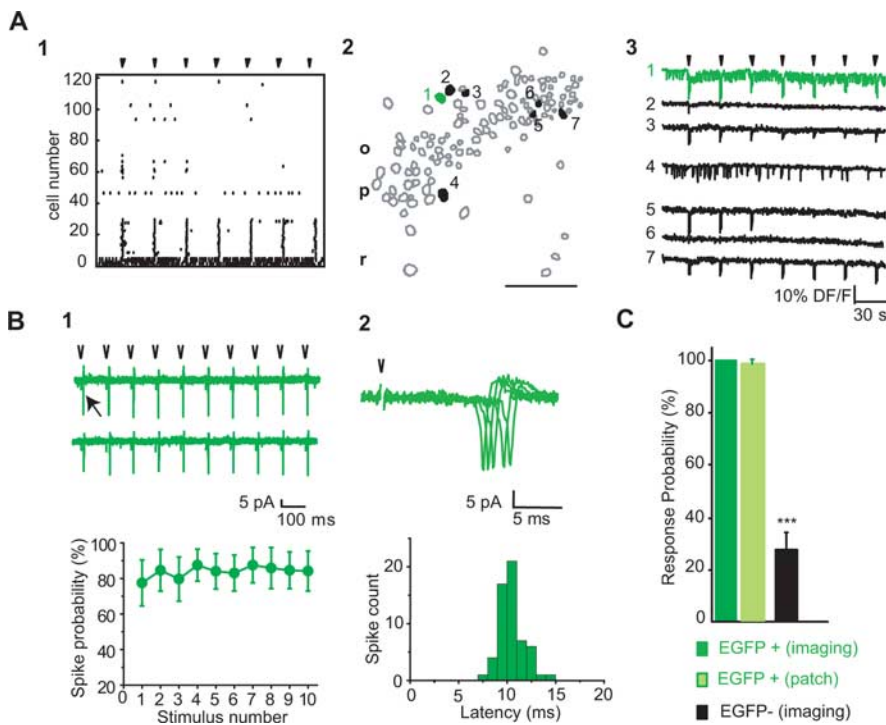 A
1
2
3
120
100
80
60
40
20
0
cell number
1
2
3
4
5
6
7
o
p
r
1
2
3
4
5
6
7
10% DF/F
30 s
B
1
2
5 pA
100 ms
5 pA
5 ms
Spike probability (%)
100
80
60
40
20
0 1 2 3 4 5 6 7 8 9 10
Stimulus number
Spike count
20
10
0
0 5 10 15 20
Latency (ms)
C
Response Probability (%)
100
80
60
40
20
0
***
EGFP + (imaging)
EGFP + (patch)
EGFP- (imaging)